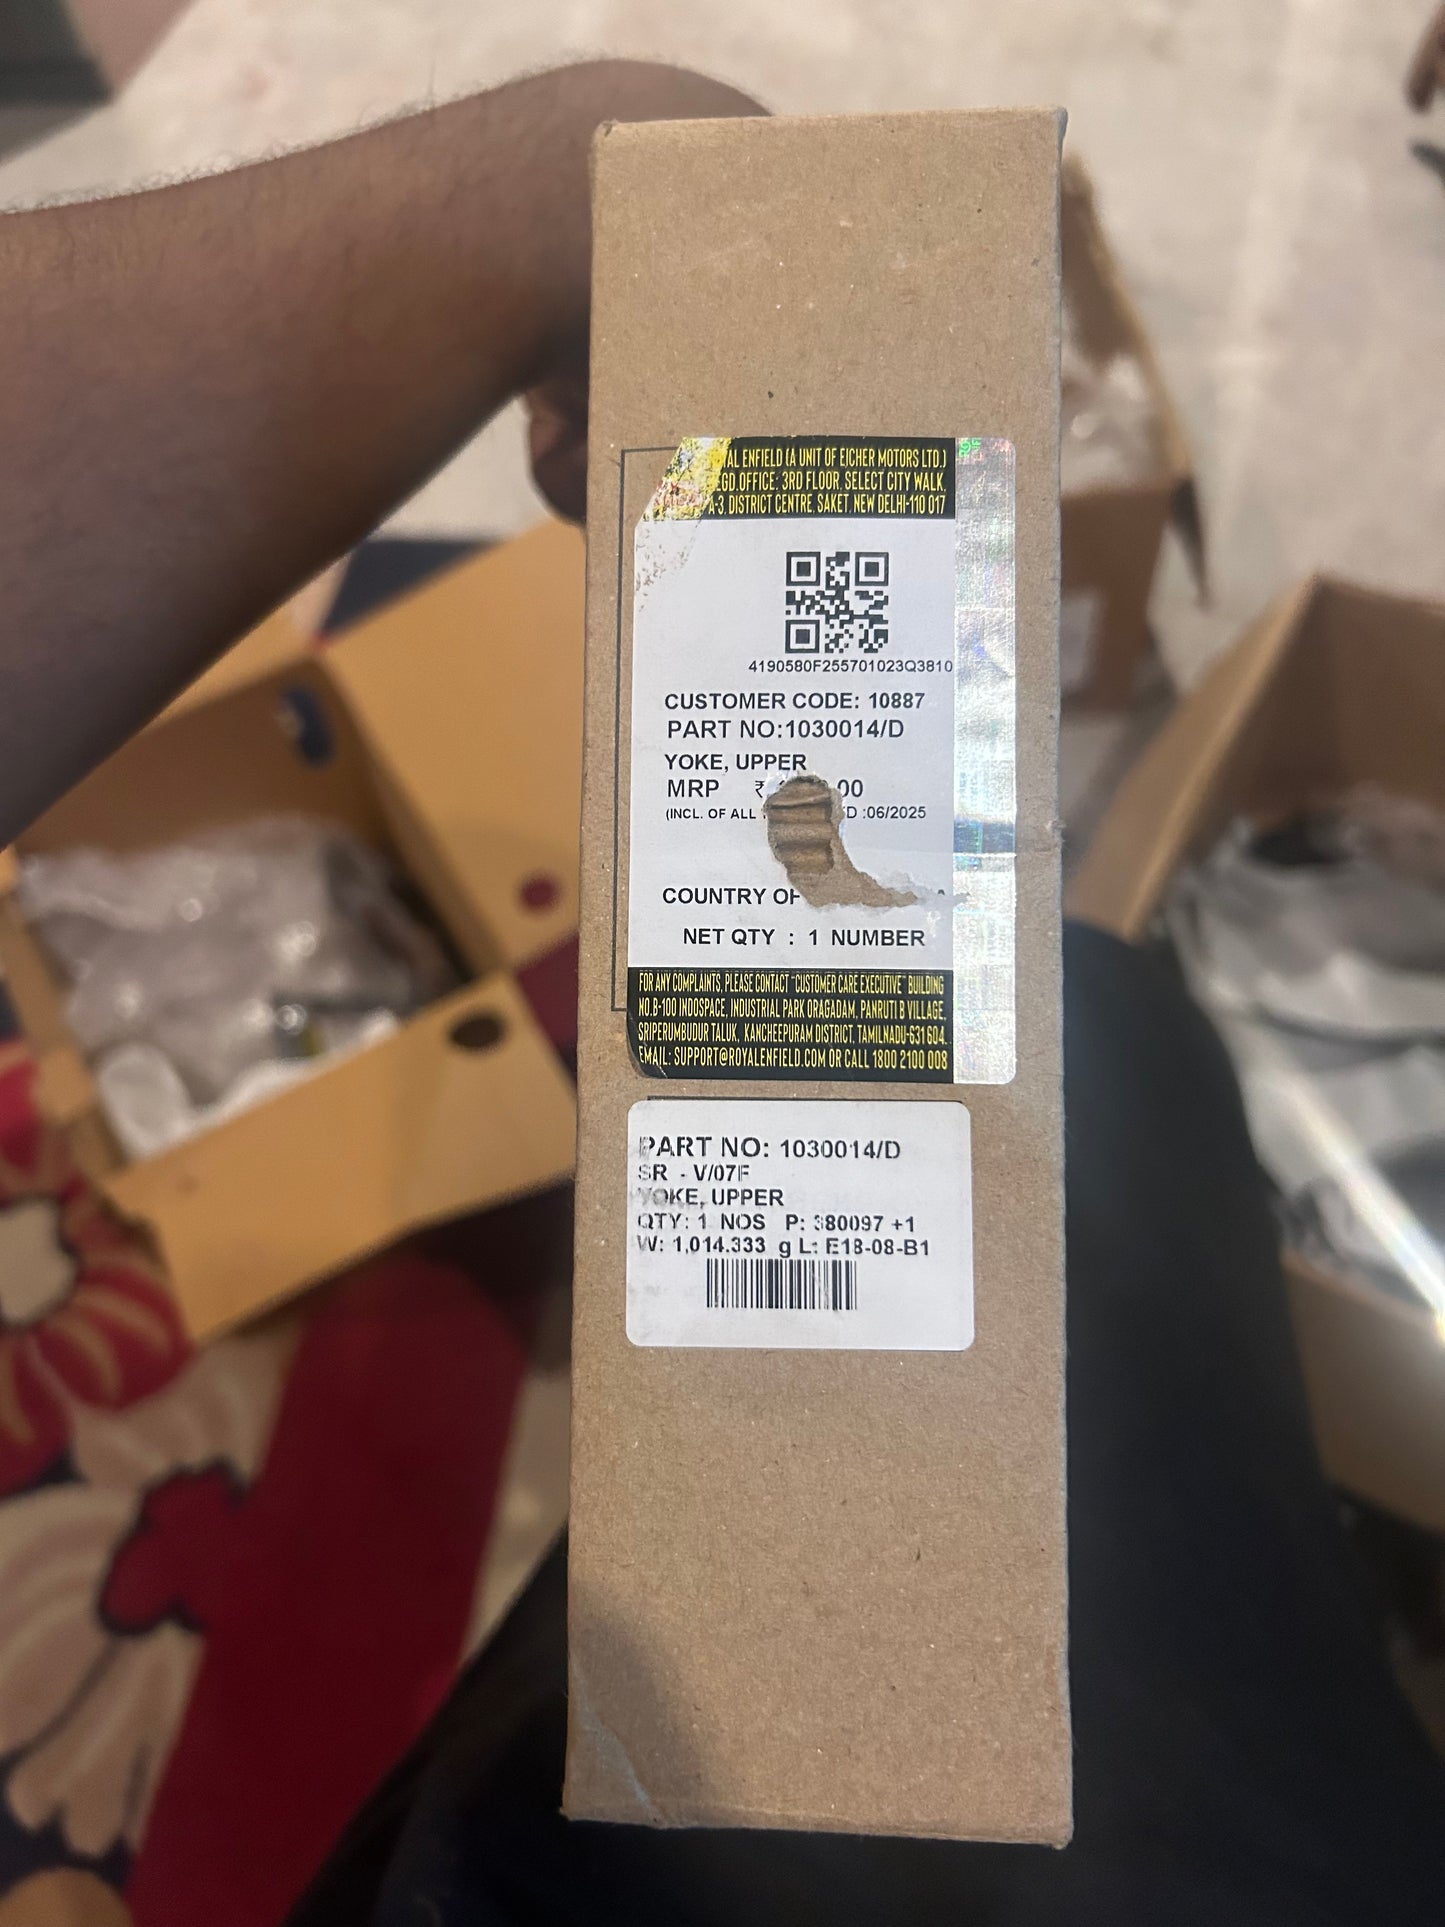 ENFIELD (A UNIT OF EICHER MOTORS LTD.)
OFFICE: 3RD FLOOR, SELECT CITY WALK,
A-3, DISTRICT CENTRE, SAKET, NEW DELHI-110 017
4190580F255701023Q3810
CUSTOMER CODE: 10887
PART NO:1030014/D
YOKE, UPPER
MRP ₹ .00
(INCL. OF ALL :06/2025
COUNTRY
NET QTY : 1 NUMBER
FOR ANY COMPLAINTS, PLEASE CONTACT "CUSTOMER CARE EXECUTIVE" BUILDING
NO.B-100 INDOSPACE, INDUSTRIAL PARK ORAGADAM, PANRUTI B VILLAGE,
SRIPERUMBUDUR TALUK, KANCHEEPURAM DISTRICT, TAMILNADU-631 604.
EMAIL: SUPPORT@ROYALENFIELD.COM OR CALL 1800 2100 008
PART NO: 1030014/D
SR - V/07F
YOKE, UPPER
QTY: 1 NOS P: 380097 +1
W: 1,014.333 g L: E18-08-B1